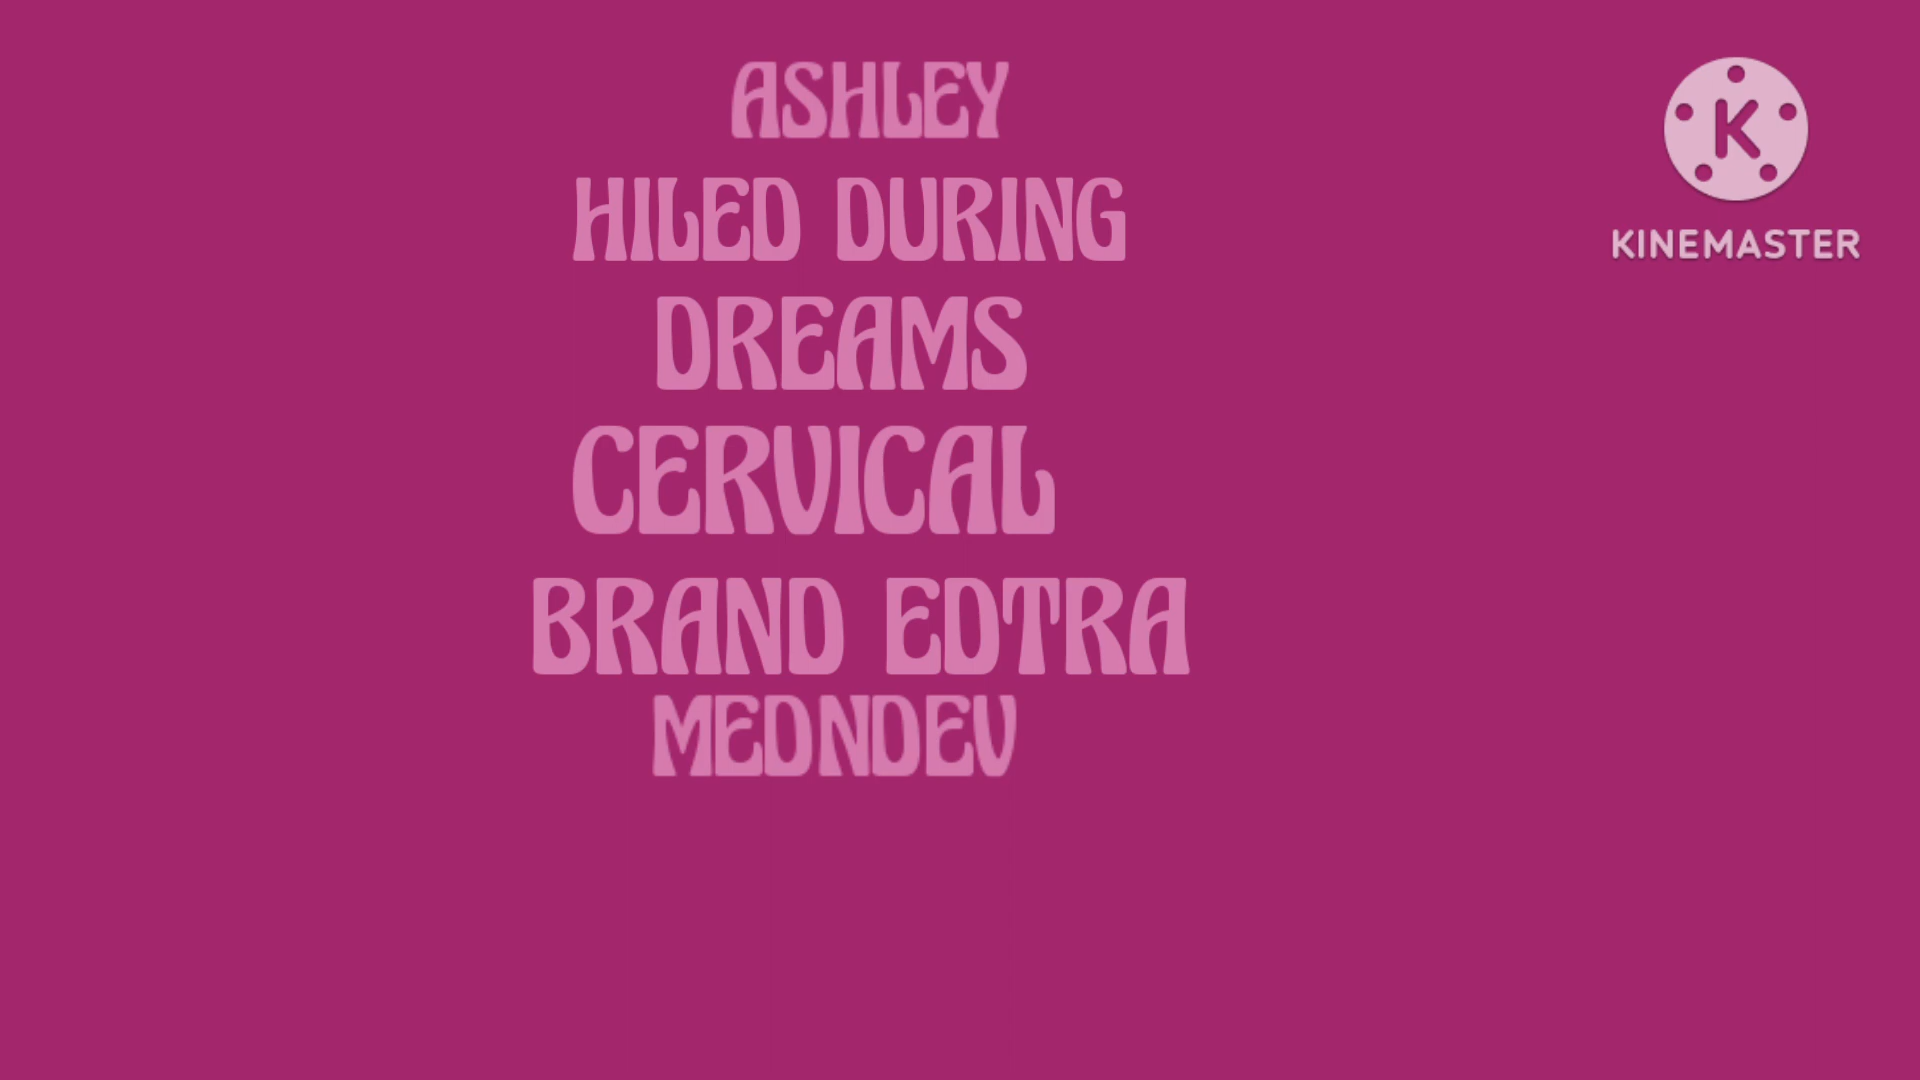 ASHLEY
HILED DURING
DREAMS
CERVICAL
BRAND EDTRA
MEDNDEV
K
KINEMASTER